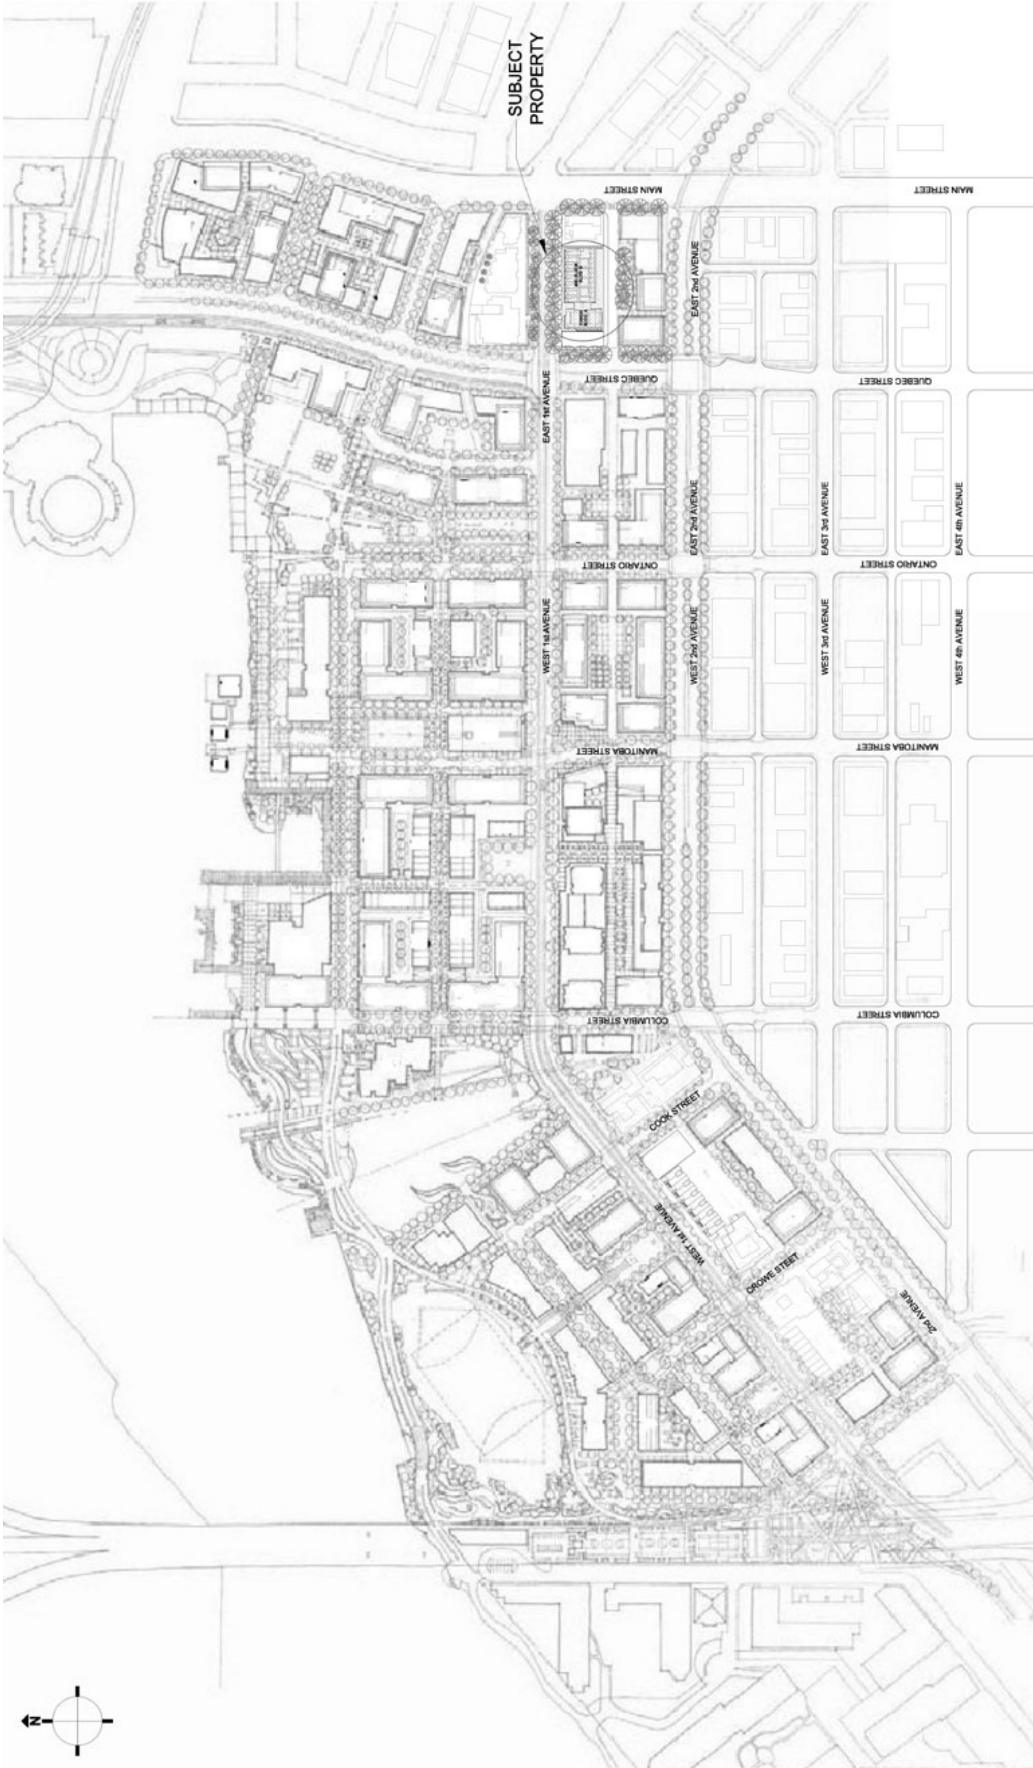 SUBJECT
PROPERTY
MAIN STREET
MAIN STREET
EAST 2nd AVENUE
QUEBEC STREET
QUEBEC STREET
EAST 1st AVENUE
EAST 2nd AVENUE
EAST 3rd AVENUE
EAST 4th AVENUE
ONTARIO STREET
ONTARIO STREET
WEST 1st AVENUE
WEST 2nd AVENUE
WEST 3rd AVENUE
WEST 4th AVENUE
MANITOBA STREET
MANITOBA STREET
COLUMBIA STREET
COLUMBIA STREET
COOK STREET
WEST 1st AVENUE
CROWE STEET
2nd AVENUE
N